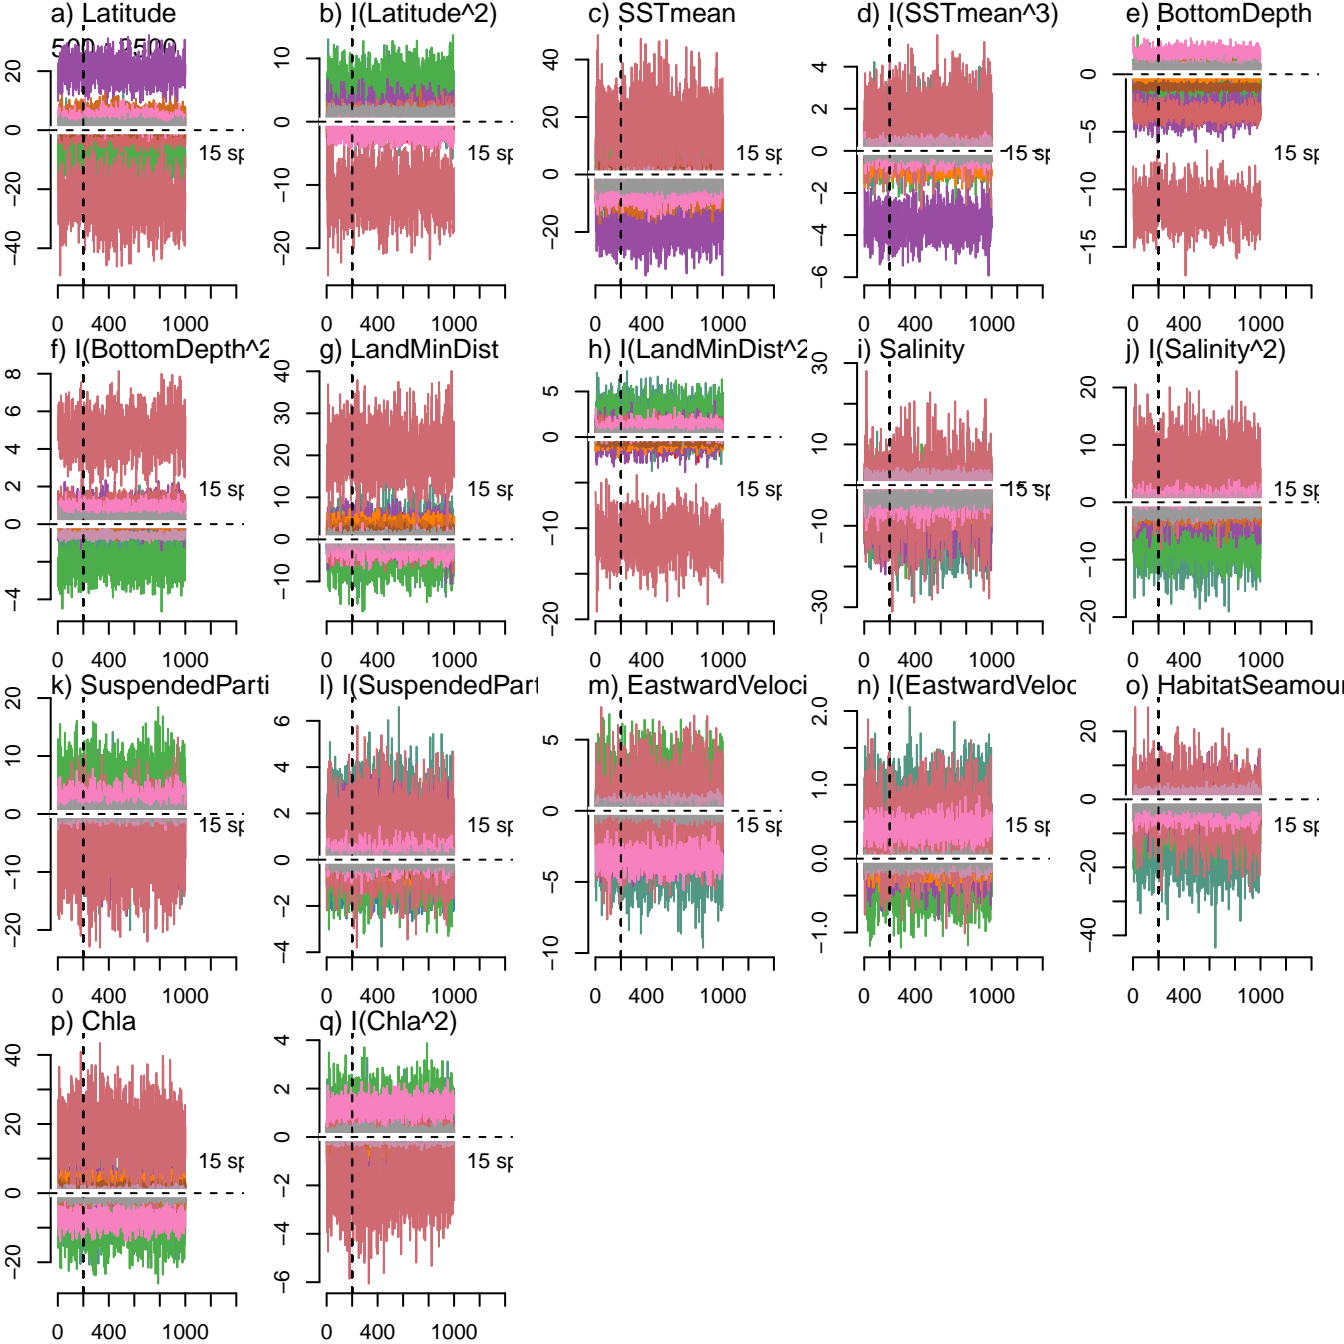 a) Latitude
500 - 2500
20
0
−20
−40
15 sp
0 400 1000
b) I(Latitude^2)
10
0
−10
−20
15 sp
0 400 1000
c) SSTmean
40
20
0
−20
15 sp
0 400 1000
d) I(SSTmean^3)
4
2
0
−2
−4
−6
15 sp
0 400 1000
e) BottomDepth
0
−5
−10
−15
15 sp
0 400 1000
f) I(BottomDepth^2
8
6
4
2
0
−4
15 sp
0 400 1000
g) LandMinDist
40
30
20
10
0
−10
15 sp
0 400 1000
h) I(LandMinDist^2
5
0
−10
−20
15 sp
0 400 1000
i) Salinity
30
10
−10
−30
15 sp
0 400 1000
j) I(Salinity^2)
20
10
0
−10
−20
15 sp
0 400 1000
k) SuspendedParti
20
10
0
−10
−20
15 sp
0 400 1000
l) I(SuspendedPart
6
4
2
0
−2
−4
15 sp
0 400 1000
m) EastwardVeloci
5
0
−5
−10
15 sp
0 400 1000
n) I(EastwardVeloc
2.0
1.0
0.0
−1.0
15 sp
0 400 1000
o) HabitatSeamour
20
0
−20
−40
15 sp
0 400 1000
p) Chla
40
20
0
−20
15 sp
0 400 1000
q) I(Chla^2)
4
2
0
−2
−4
−6
15 sp
0 400 1000